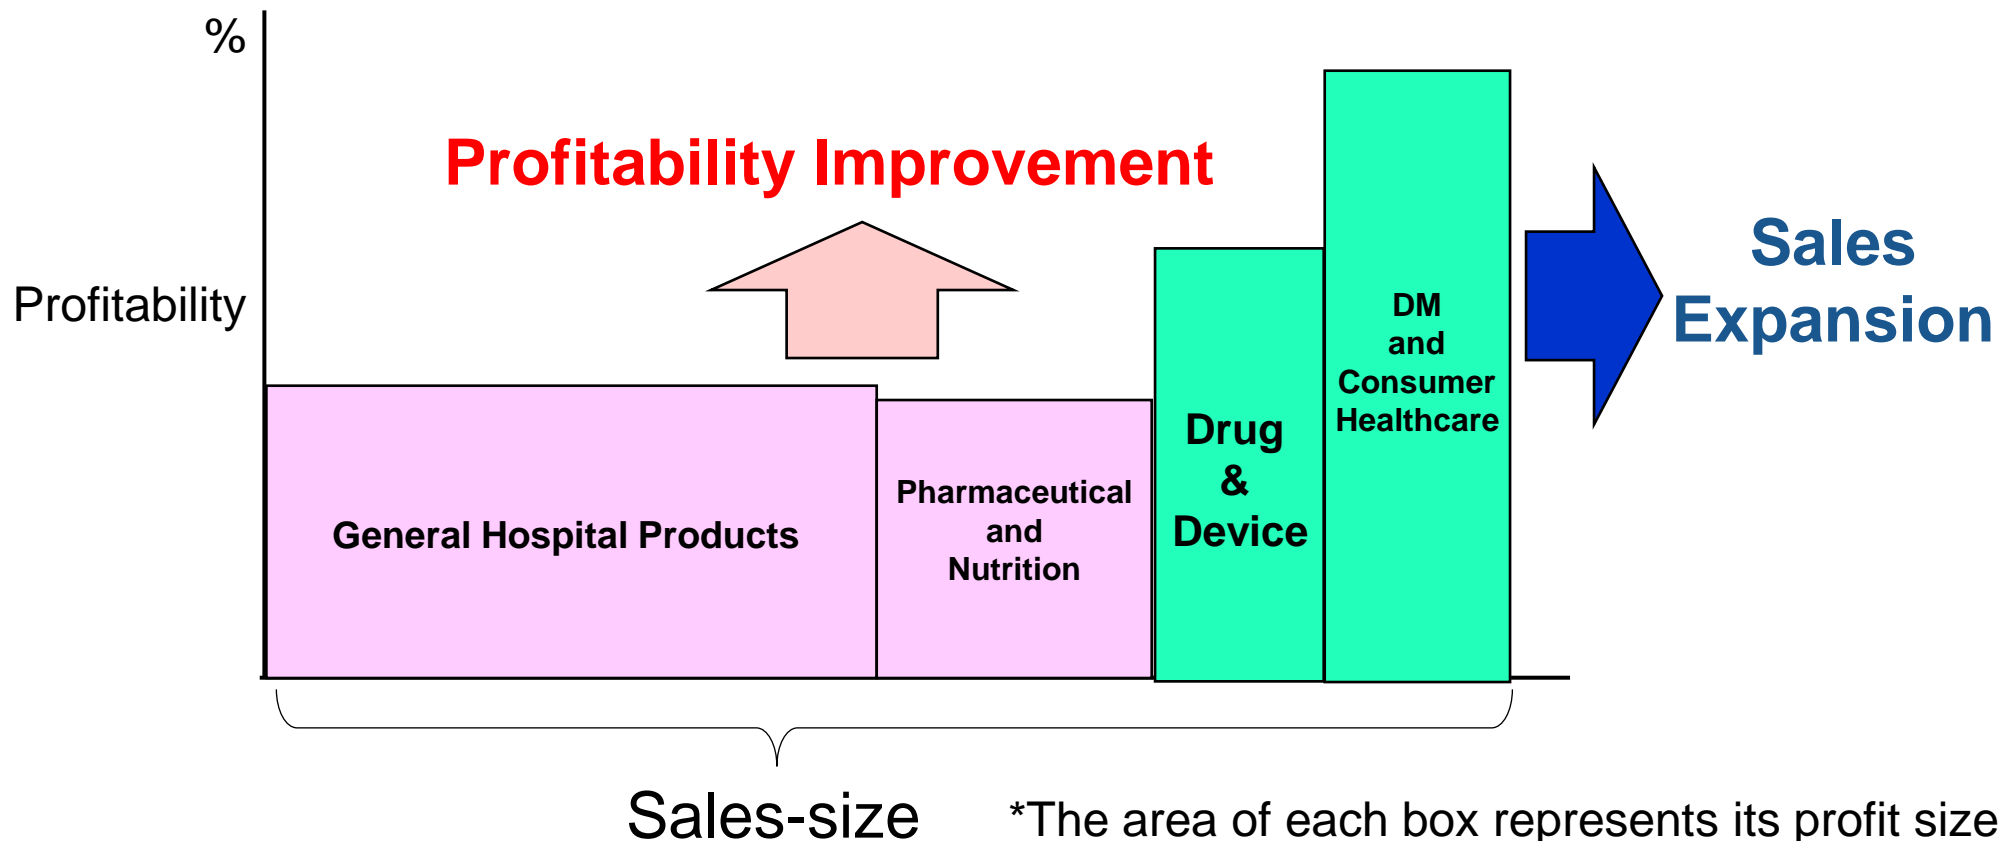 %
Profitability Improvement
Profitability
Sales
Expansion
DM
and
Consumer
Healthcare
Drug
&
Device
Pharmaceutical
and
Nutrition
General Hospital Products
Sales-size
*The area of each box represents its profit size